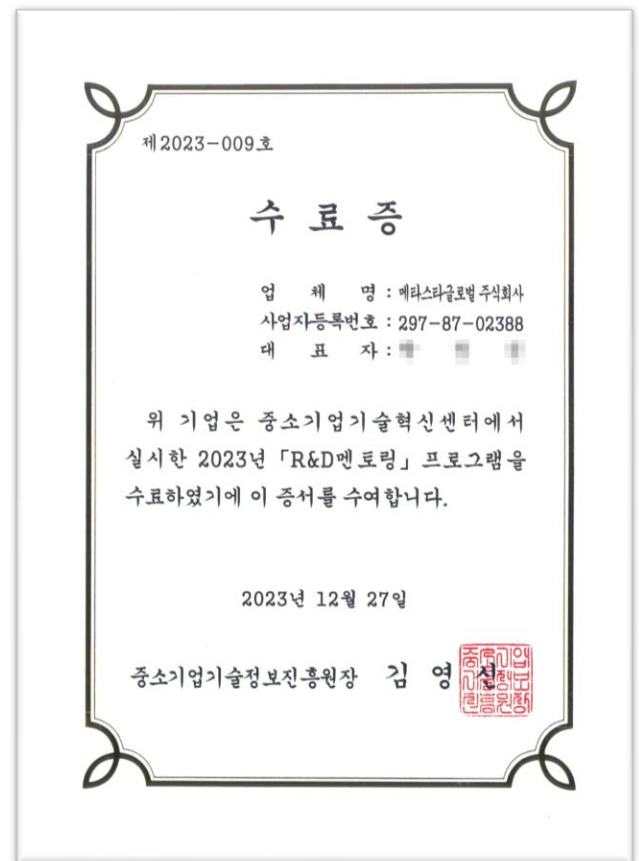 제2023-009호
수 료 증
업 체 명 : 메타스타글로벌 주식회사
사업자등록번호 : 297-87-02388
대 표 자 :
위 기업은 중소기업기술혁신센터에서
실시한 2023년 「R&D멘토링」 프로그램을
수료하였기에 이 증서를 수여합니다.
2023년 12월 27일
중소기업기술정보진흥원장 김 영 신